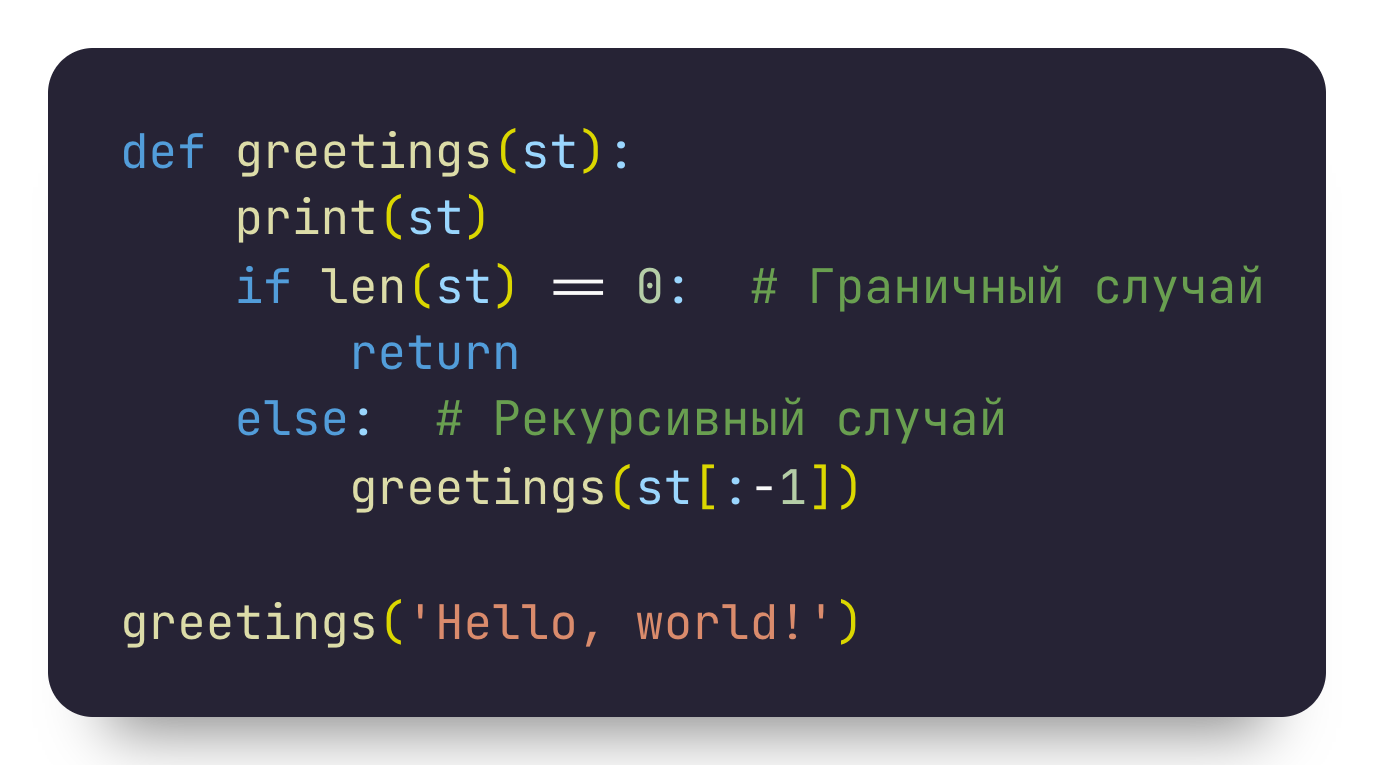 def greetings(st):
    print(st)
    if len(st) == 0:  # Граничный случай
        return
    else:  # Рекурсивный случай
        greetings(st[:-1])

greetings('Hello, world!')